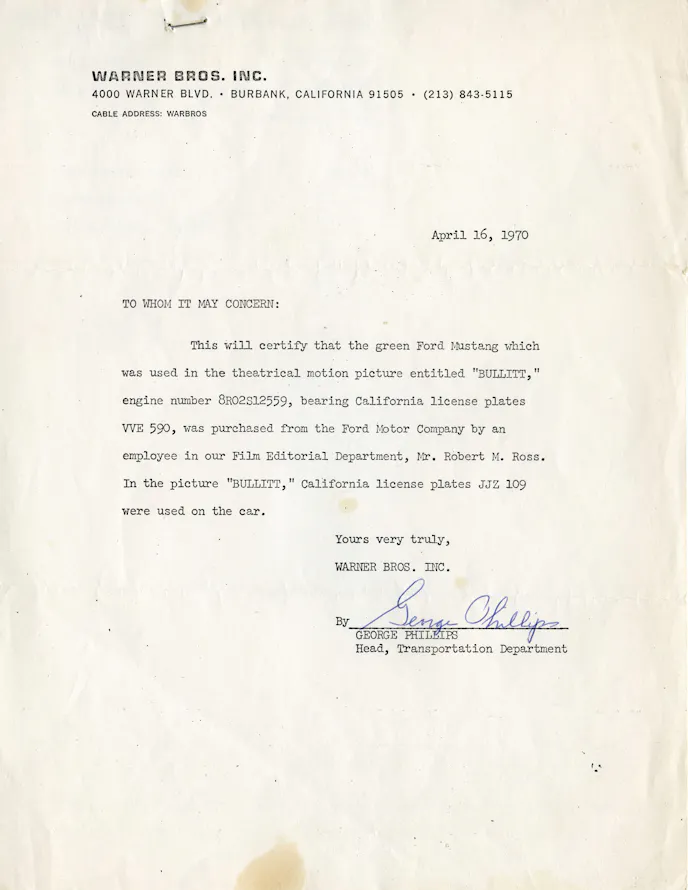 WARNER BROS. INC.
4000 WARNER BLVD. • BURBANK, CALIFORNIA 91505 • (213) 843-5115
CABLE ADDRESS: WARBROS
April 16, 1970
TO WHOM IT MAY CONCERN:
This will certify that the green Ford Mustang which
was used in the theatrical motion picture entitled "BULLITT,"
engine number 8R02S12559, bearing California license plates
VVE 590, was purchased from the Ford Motor Company by an
employee in our Film Editorial Department, Mr. Robert M. Ross.
In the picture "BULLITT," California license plates JJZ 109
were used on the car.
Yours very truly,
WARNER BROS. INC.
By George Phillips
GEORGE PHILLIPS
Head, Transportation Department